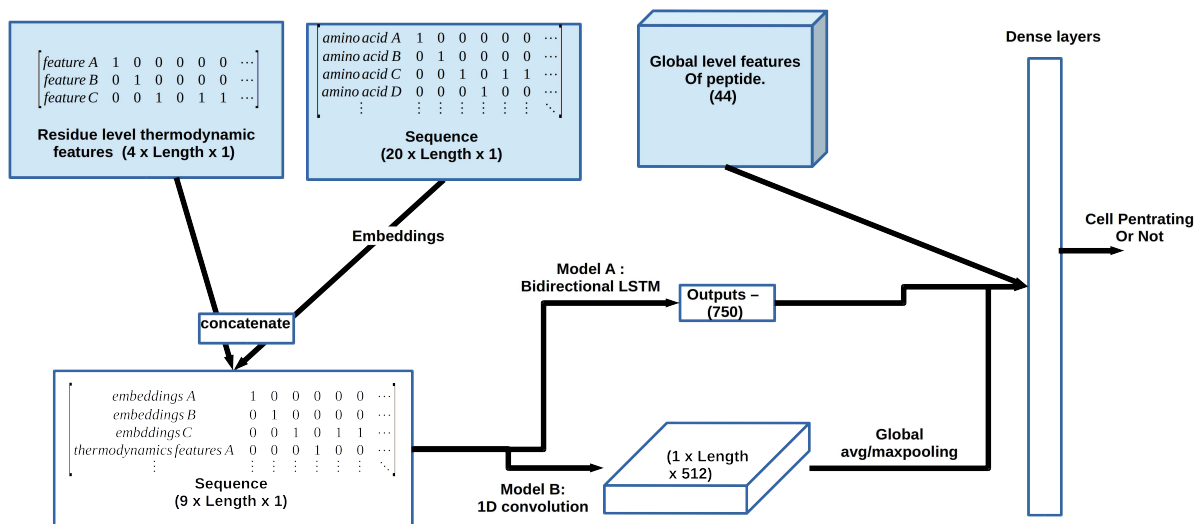 feature A 1 0 0 0 0 0 ⋯
feature B 0 1 0 0 0 0 ⋯
feature C 0 0 1 0 1 1 ⋯
Residue level thermodynamic
features (4 x Length x 1)
amino acid A 1 0 0 0 0 0 ⋯
amino acid B 0 1 0 0 0 0 ⋯
amino acid C 0 0 1 0 1 1 ⋯
amino acid D 0 0 0 1 0 0 ⋯
⋮ ⋮ ⋮ ⋮ ⋮ ⋮ ⋮ ⋱
Sequence
(20 x Length x 1)
Global level features
Of peptide.
(44)
Dense layers
Cell Pentrating
Or Not
Embeddings
concatenate
Model A :
Bidirectional LSTM
Outputs –
(750)
embeddings A 1 0 0 0 0 0 ⋯
embeddings B 0 1 0 0 0 0 ⋯
embddings C 0 0 1 0 1 1 ⋯
thermodynamics features A 0 0 0 1 0 0 ⋯
⋮ ⋮ ⋮ ⋮ ⋮ ⋮ ⋮ ⋱
Sequence
(9 x Length x 1)
Model B:
1D convolution
(1 x Length
x 512)
Global
avg/maxpooling